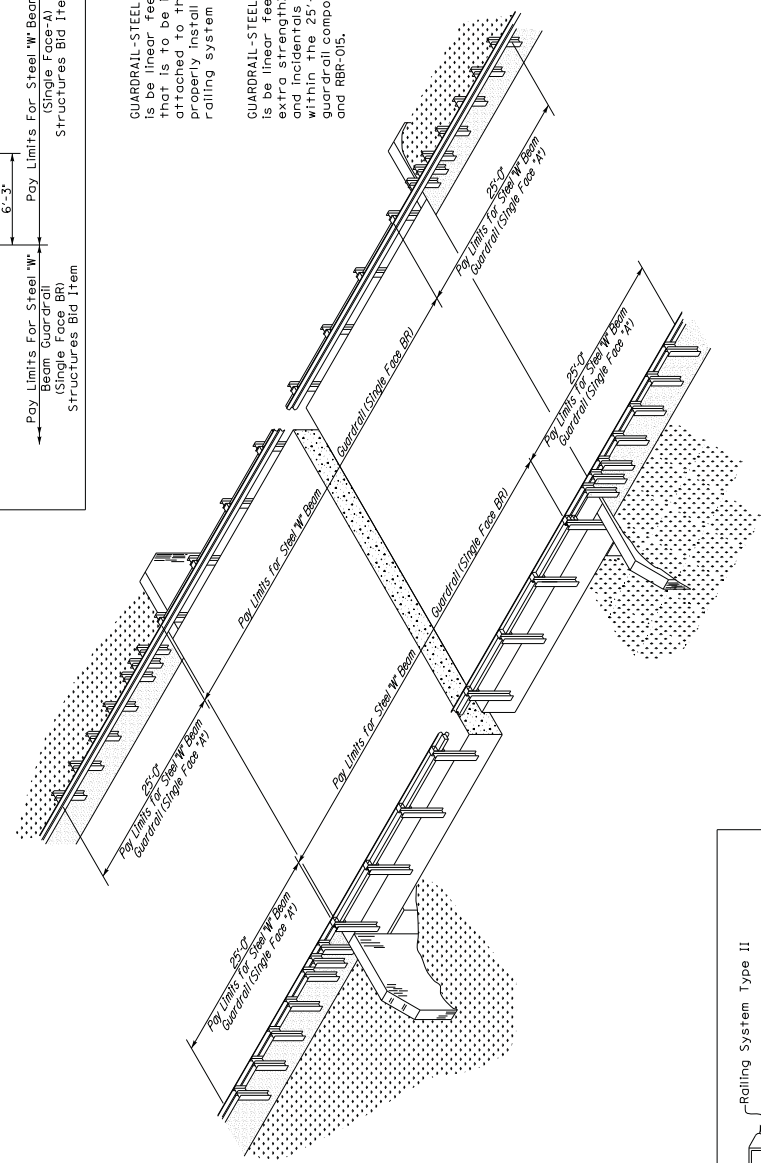 6'-3"
Pay Limits For Steel "W"
Beam Guardrail
(Single Face BR)
Structures Bid Item
Pay Limits For Steel "W" Beam
(Single Face-A)
Structures Bid Ite
GUARDRAIL-STEEL
is be linear fee
that is to be i
attached to th
properly install
railing system
GUARDRAIL-STEEL
is be linear fee
extra strengthi
and incidentals
within the 25'-
guardrail compo
and RBR-015.
25'-0"
Pay Limits for Steel "W" Beam
Guardrail (Single Face "A")
Pay Limits for Steel "W" Beam
Guardrail (Single Face BR)
25'-0"
Pay Limits for Steel "W" Beam
Guardrail (Single Face "A")
25'-0"
Pay Limits for Steel "W" Beam
Guardrail (Single Face "A")
Pay Limits for Steel "W" Beam
Guardrail (Single Face BR)
25'-0"
Pay Limits for Steel "W" Beam
Guardrail (Single Face "A")
Railing System Type II